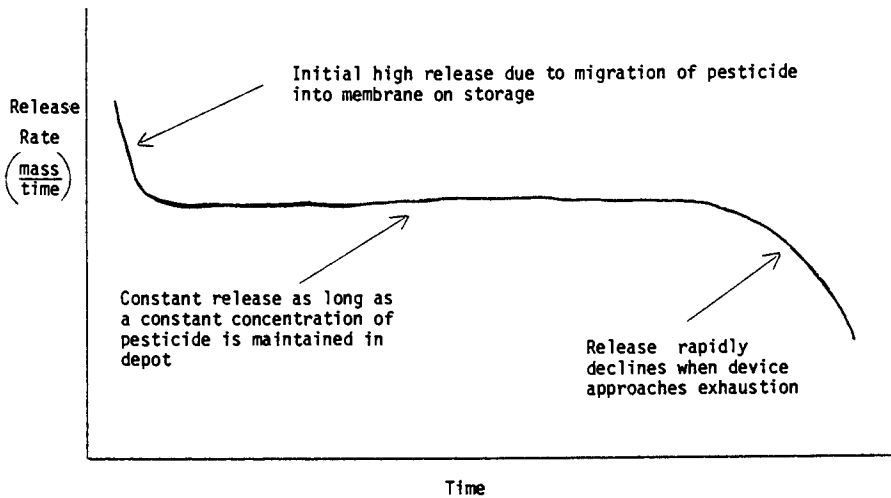 Initial high release due to migration of pesticide
into membrane on storage
Release
Rate
(mass
time)
Constant release as long as
a constant concentration of
pesticide is maintained in
depot
Release rapidly
declines when device
approaches exhaustion
Time